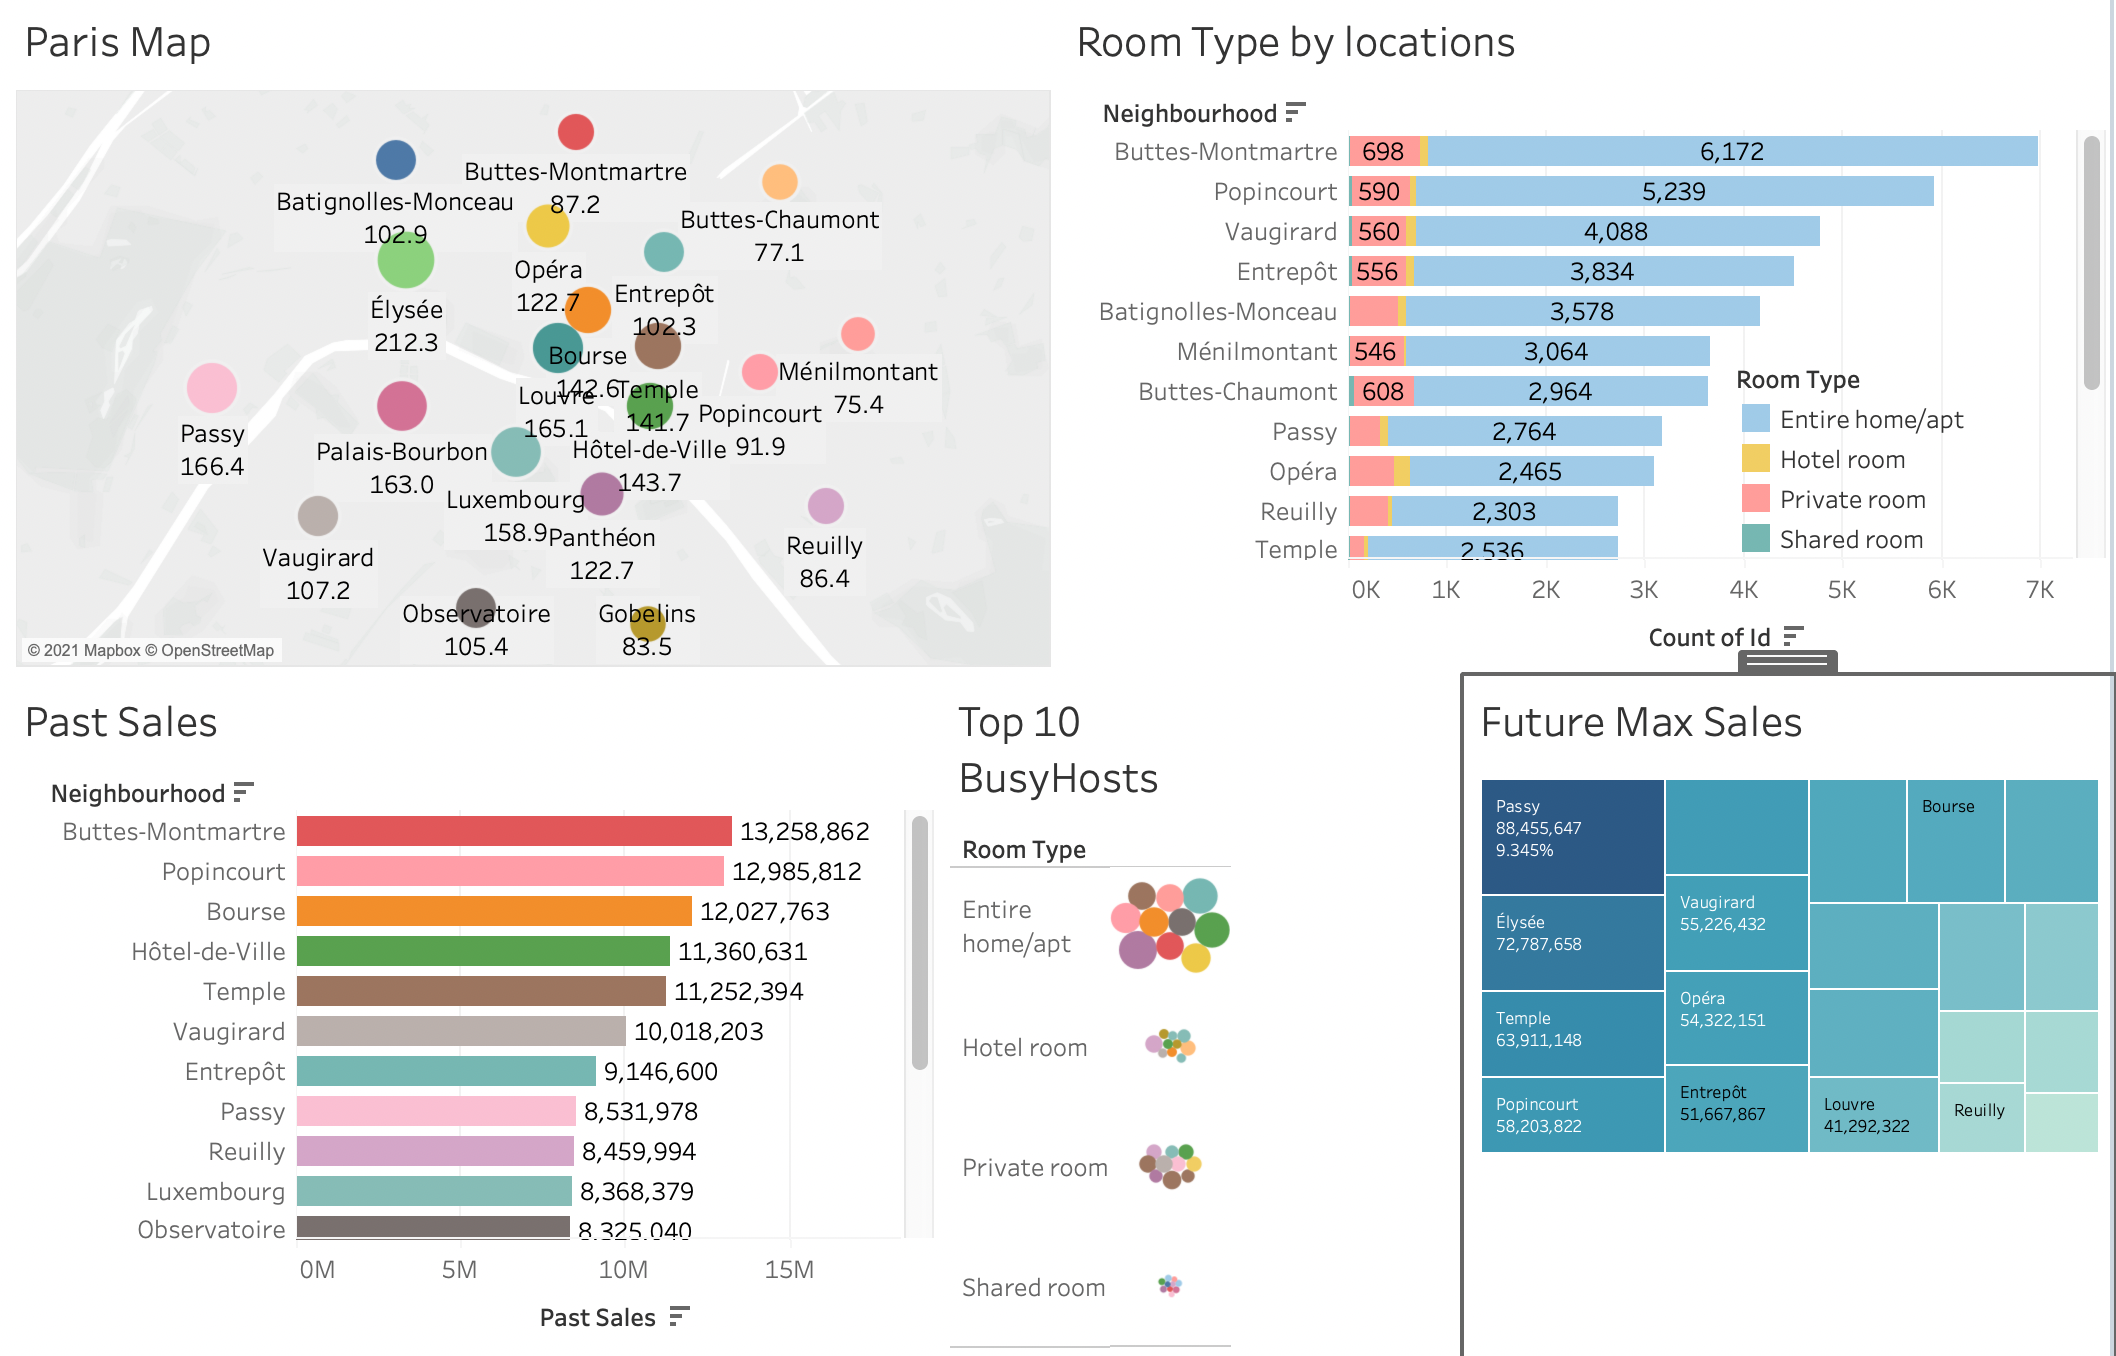 Paris Map
Batignolles-Monceau
102.9
Buttes-Montmartre
87.2
Buttes-Chaumont
77.1
Élysée
212.3
Opéra
122.7
Entrepôt
102.3
Bourse
142.6
Louvre
165.1
Temple
141.7
Ménilmontant
75.4
Popincourt
91.9
Passy
166.4
Palais-Bourbon
163.0
Hôtel-de-Ville
143.7
Luxembourg
158.9
Panthéon
122.7
Vaugirard
107.2
Reuilly
86.4
Observatoire
105.4
Gobelins
83.5
© 2021 Mapbox © OpenStreetMap
Room Type by locations
Neighbourhood
Buttes-Montmartre 698 6,172
Popincourt 590 5,239
Vaugirard 560 4,088
Entrepôt 556 3,834
Batignolles-Monceau 3,578
Ménilmontant 546 3,064
Buttes-Chaumont 608 2,964
Passy 2,764
Opéra 2,465
Reuilly 2,303
Temple 2,536
0K 1K 2K 3K 4K 5K 6K 7K
Count of Id
Room Type
Entire home/apt
Hotel room
Private room
Shared room
Past Sales
Neighbourhood
Buttes-Montmartre 13,258,862
Popincourt 12,985,812
Bourse 12,027,763
Hôtel-de-Ville 11,360,631
Temple 11,252,394
Vaugirard 10,018,203
Entrepôt 9,146,600
Passy 8,531,978
Reuilly 8,459,994
Luxembourg 8,368,379
Observatoire 8,325,040
0M 5M 10M 15M
Past Sales
Top 10
BusyHosts
Room Type
Entire
home/apt
Hotel room
Private room
Shared room
Future Max Sales
Passy
88,455,647
9.345%
Élysée
72,787,658
Temple
63,911,148
Popincourt
58,203,822
Vaugirard
55,226,432
Opéra
54,322,151
Entrepôt
51,667,867
Bourse
Louvre
41,292,322
Reuilly